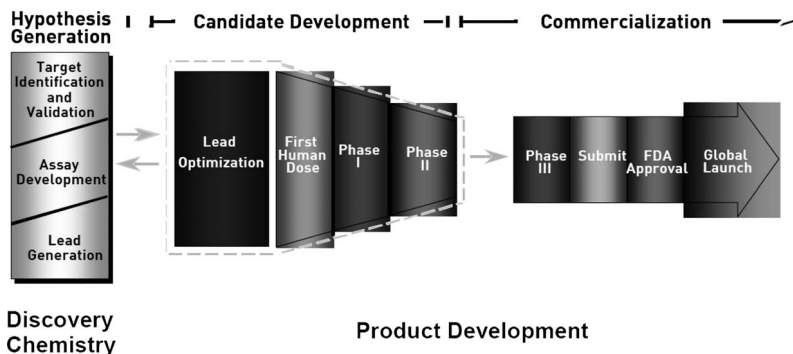 Hypothesis
Generation
Candidate Development
Commercialization
Target
Identification
and
Validation
Assay
Development
Lead
Generation
Lead
Optimization
First
Human
Dose
Phase
I
Phase
II
Phase
III
Submit
FDA
Approval
Global
Launch
Discovery
Chemistry
Product Development